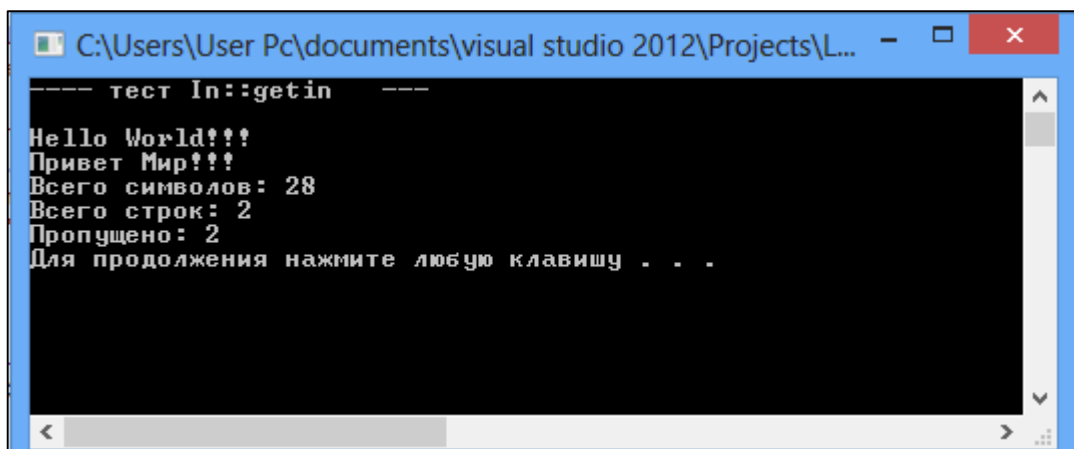 C:\Users\User Pc\documents\visual studio 2012\Projects\L...
---- тест In::getin   ---
Hello World!!!
Привет Мир!!!
Всего символов: 28
Всего строк: 2
Пропущено: 2
Для продолжения нажмите любую клавишу . . .